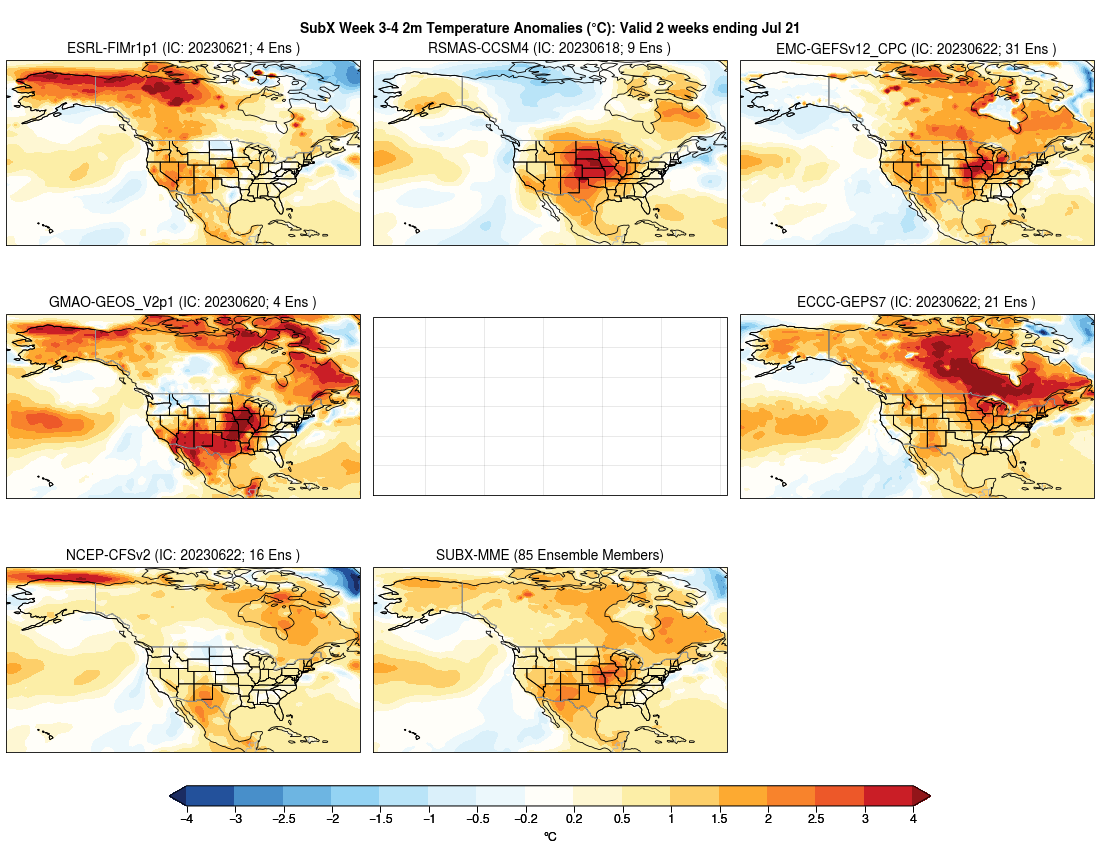 SubX Week 3-4 2m Temperature Anomalies (°C): Valid 2 weeks ending Jul 21
ESRL-FIMr1p1 (IC: 20230621; 4 Ens )
RSMAS-CCSM4 (IC: 20230618; 9 Ens )
EMC-GEFSv12_CPC (IC: 20230622; 31 Ens )
GMAO-GEOS_V2p1 (IC: 20230620; 4 Ens )
ECCC-GEPS7 (IC: 20230622; 21 Ens )
NCEP-CFSv2 (IC: 20230622; 16 Ens )
SUBX-MME (85 Ensemble Members)
−4 −3 −2.5 −2 −1.5 −1 −0.5 −0.2 0.2 0.5 1 1.5 2 2.5 3 4
°C